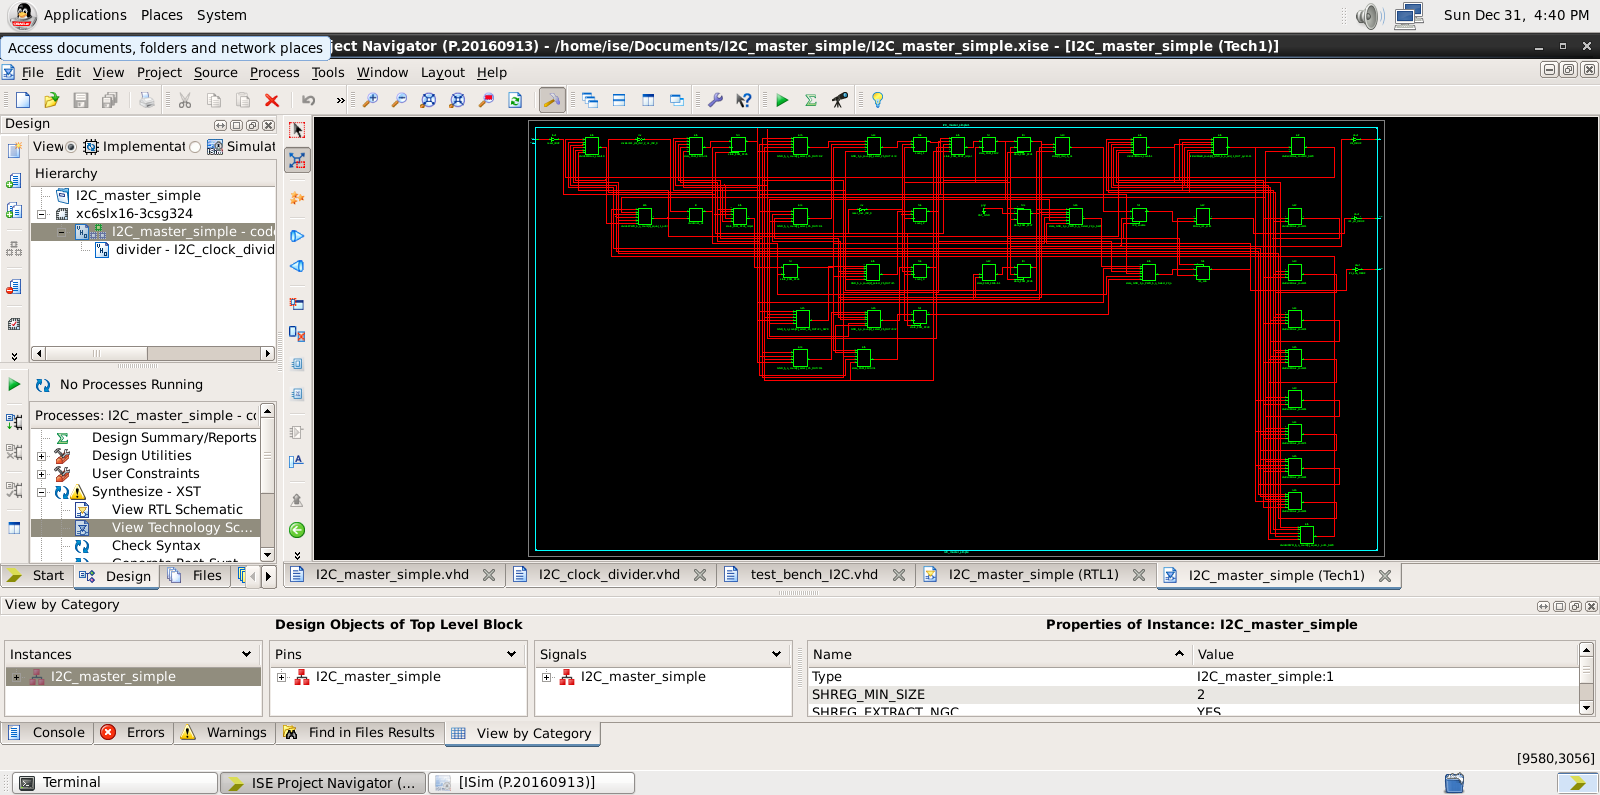 Applications Places System
Sun Dec 31, 4:40 PM
Access documents, folders and network places
ject Navigator (P.20160913) - /home/ise/Documents/I2C_master_simple/I2C_master_simple.xise - [I2C_master_simple (Tech1)]
File Edit View Project Source Process Tools Window Layout Help
Design
View Implementat Simulat
Hierarchy
I2C_master_simple
xc6slx16-3csg324
I2C_master_simple - code
divider - I2C_clock_divid
No Processes Running
Processes: I2C_master_simple - co
Design Summary/Reports
Design Utilities
User Constraints
Synthesize - XST
View RTL Schematic
View Technology Sc...
Check Syntax
Start Design Files
I2C_master_simple.vhd I2C_clock_divider.vhd test_bench_I2C.vhd I2C_master_simple (RTL1) I2C_master_simple (Tech1)
View by Category
Design Objects of Top Level Block
Properties of Instance: I2C_master_simple
Instances Pins Signals Name Value
I2C_master_simple I2C_master_simple I2C_master_simple Type I2C_master_simple:1
SHREG_MIN_SIZE 2
SHREG_EXTRACT_NGC YES
Console Errors Warnings Find in Files Results View by Category
[9580,3056]
Terminal ISE Project Navigator (... [ISim (P.20160913)]